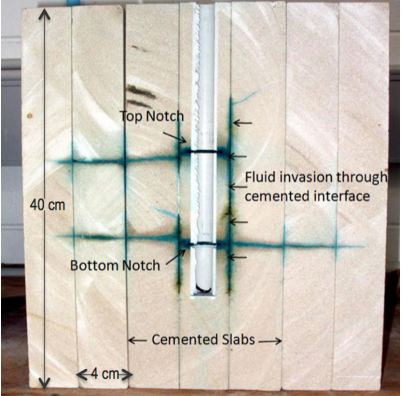 Top Notch
Fluid invasion through
cemented interface
40 cm
Bottom Notch
Cemented Slabs
4 cm